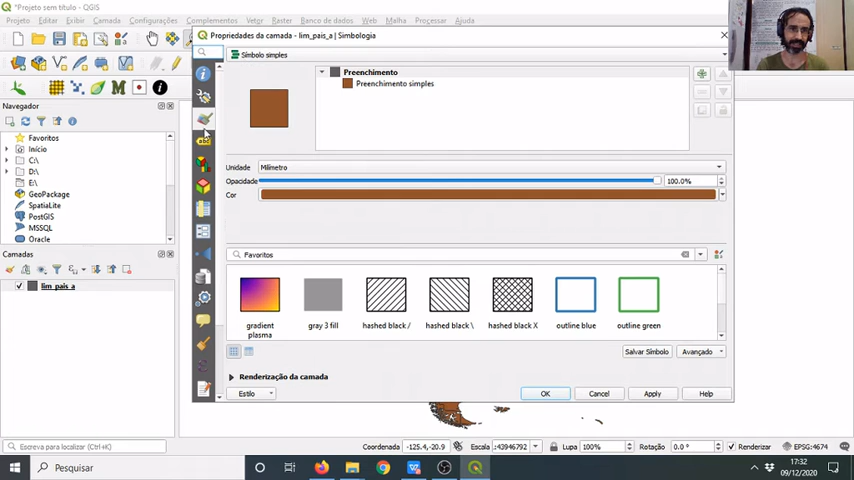 *Projeto sem título - QGIS
Projeto Editar Exibir Camada Configurações Complementos Vetor Raster Banco de Dados Web Malha Processar Ajuda
Propriedades da camada - lim_pais_a | Simbologia
Símbolo simples
Preenchimento
Preenchimento simples
Unidade Milímetro
Opacidade 100.0%
Cor
Navegador
Favoritos
Início
C:\
D:\
E:\
GeoPackage
SpatiaLite
PostGIS
MSSQL
Oracle
Camadas
lim_pais_a
abc
Favoritos
gradient plasma
gray 3 fill
hashed black /
hashed black \
hashed black X
outline blue
outline green
Salvar Símbolo Avançado
Renderização da camada
Estilo OK Cancel Apply Help
Escreva para localizar (Ctrl+K) Coordenada -125.4,-20.9 Escala :43946792 Lupa 100% Rotação 0.0 ° Renderizar EPSG:4674
Pesquisar
17:32
09/12/2020